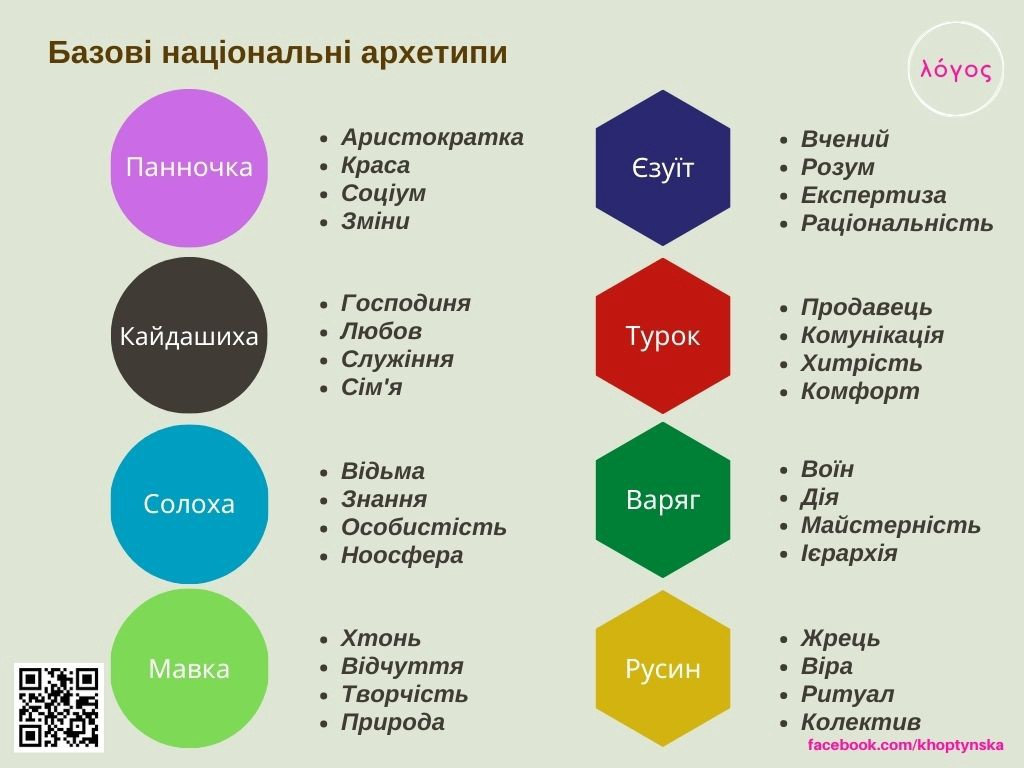 Базові національні архетипи
λόγος
Панночка
Аристократка
Краса
Соціум
Зміни
Єзуїт
Вчений
Розум
Експертиза
Раціональність
Кайдашиха
Господиня
Любов
Служіння
Сім'я
Турок
Продавець
Комунікація
Хитрість
Комфорт
Солоха
Відьма
Знання
Особистість
Ноосфера
Варяг
Воїн
Дія
Майстерність
Ієрархія
Мавка
Хтонь
Відчуття
Творчість
Природа
Русин
Жрець
Віра
Ритуал
Колектив
facebook.com/khoptynska